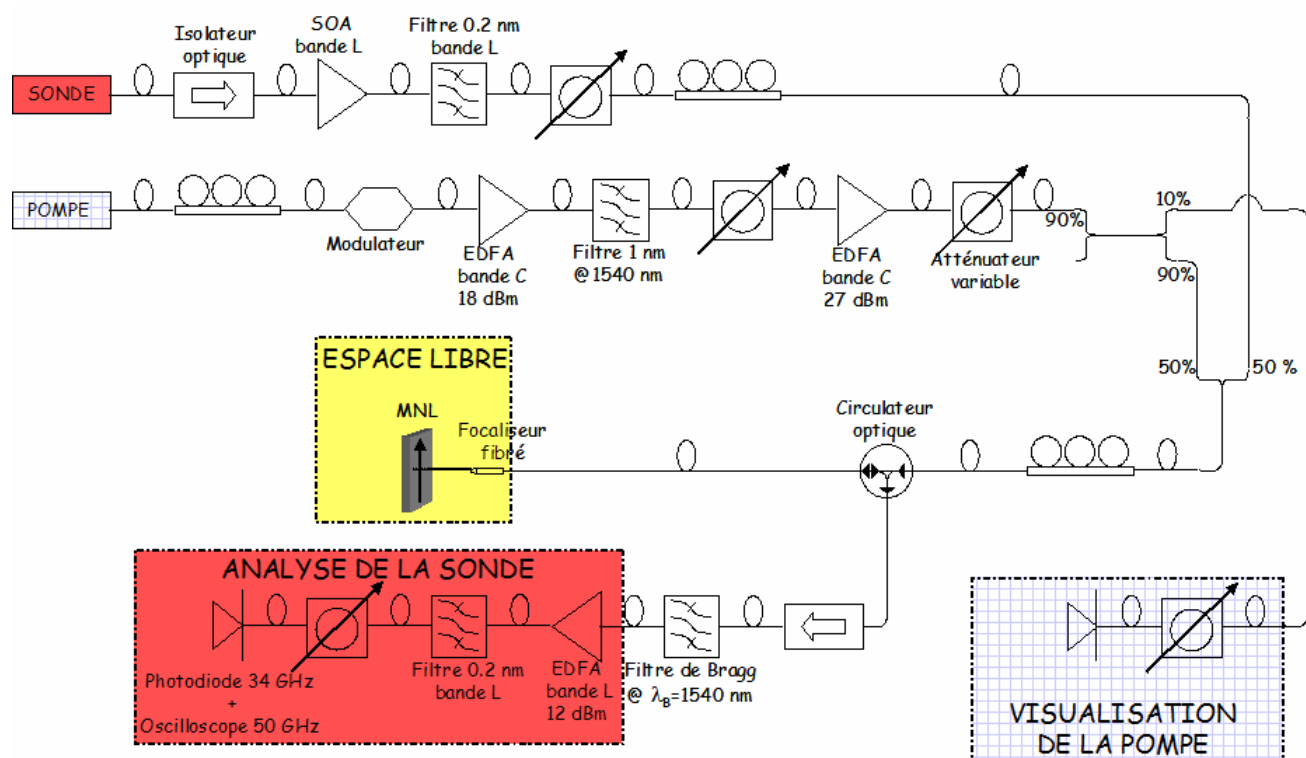 SOA
bande L
Isolateur
optique
Filtre 0.2 nm
bande L
SONDE
POMPE
Modulateur
EDFA
bande C
18 dBm
Filtre 1 nm
@1540 nm
EDFA
bande C
27 dBm
Atténuateur
variable
90%
10%
90%
50%
50 %
ESPACE LIBRE
MNL
Focaliseur
fibré
Circulateur
optique
ANALYSE DE LA SONDE
Photodiode 34 GHz
+
Oscilloscope 50 GHz
Filtre 0.2 nm
bande L
EDFA
bande L
12 dBm
Filtre de Bragg
@ λB=1540 nm
VISUALISATION
DE LA POMPE